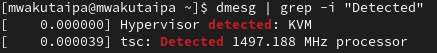 [mwakutaipa@mwakutaipa ~]$ dmesg | grep -i "Detected"
[    0.000000] Hypervisor detected: KVM
[    0.000039] tsc: Detected 1497.188 MHz processor